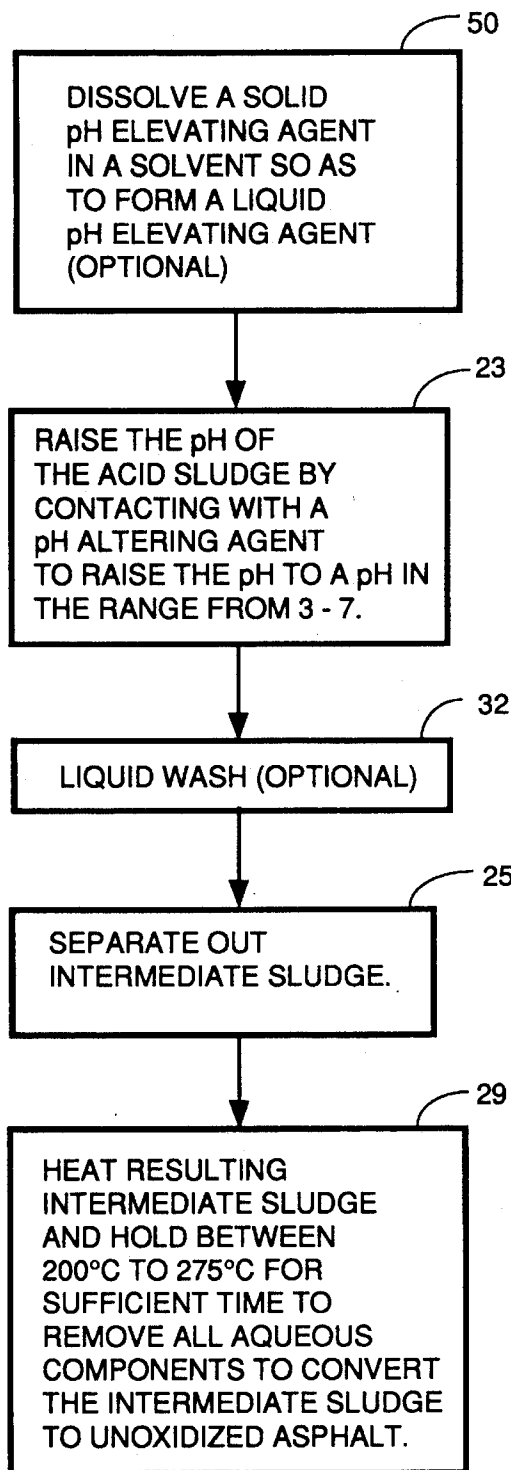 50
DISSOLVE A SOLID
pH ELEVATING AGENT
IN A SOLVENT SO AS
TO FORM A LIQUID
pH ELEVATING AGENT
(OPTIONAL)
23
RAISE THE pH OF
THE ACID SLUDGE BY
CONTACTING WITH A
pH ALTERING AGENT
TO RAISE THE pH TO A pH IN
THE RANGE FROM 3 - 7.
32
LIQUID WASH (OPTIONAL)
25
SEPARATE OUT
INTERMEDIATE SLUDGE.
29
HEAT RESULTING
INTERMEDIATE SLUDGE
AND HOLD BETWEEN
200°C TO 275°C FOR
SUFFICIENT TIME TO
REMOVE ALL AQUEOUS
COMPONENTS TO CONVERT
THE INTERMEDIATE SLUDGE
TO UNOXIDIZED ASPHALT.